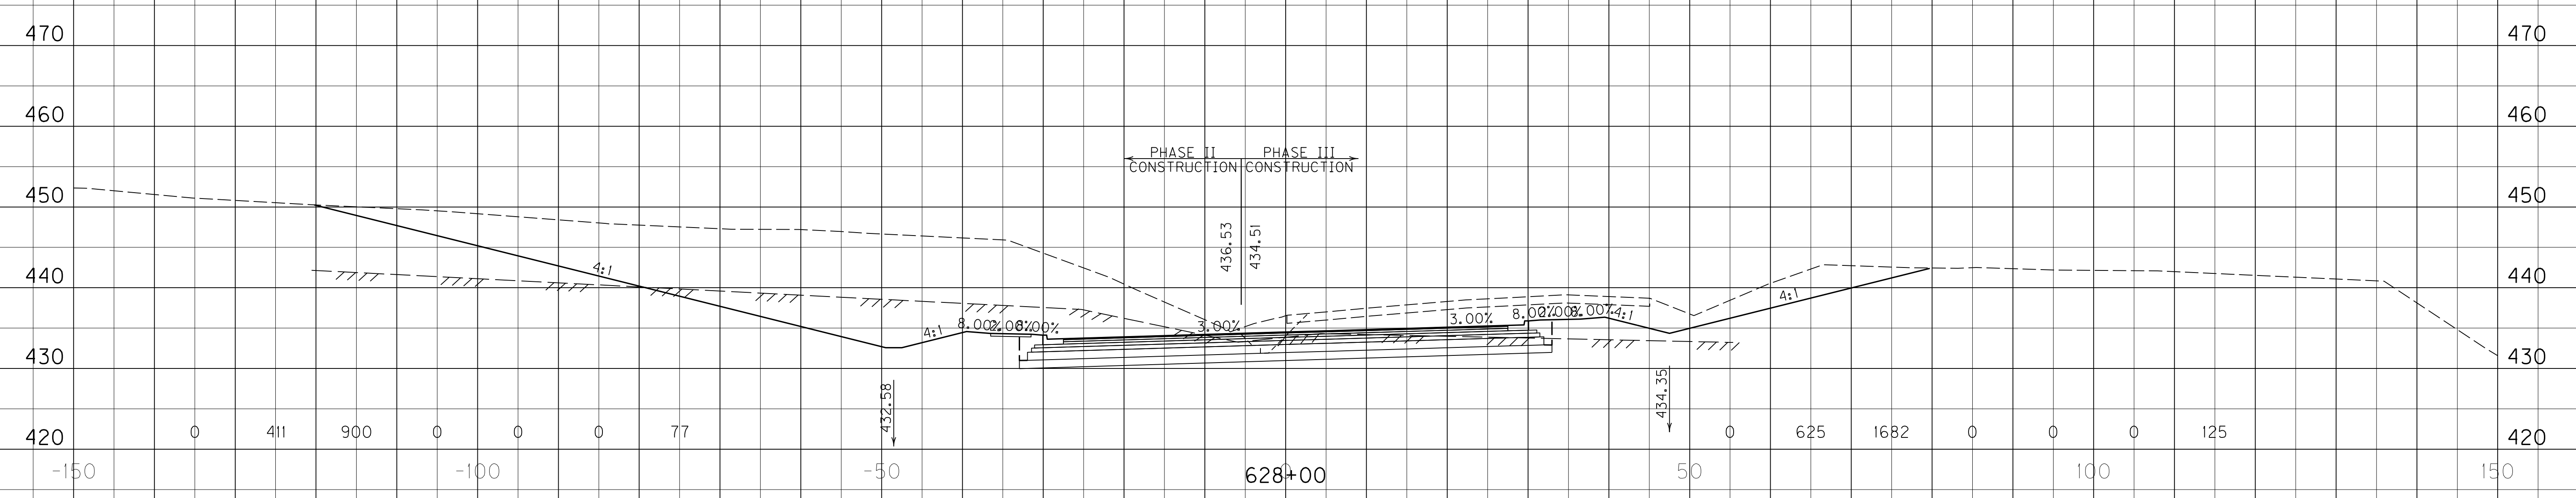 470 470
460 460
PHASE II PHASE III
CONSTRUCTION CONSTRUCTION
450 450
436.53 434.51
4:1 4:1
440 440
4:1 8.00% 2.00% 8.00% 3.00% 3.00% 8.00% 2.00% 8.00% 4:1
430 430
432.58 434.35
0 411 900 0 0 0 77 0 625 1682 0 0 0 125
420 420
-150 -100 -50 0 50 100 150
628+00